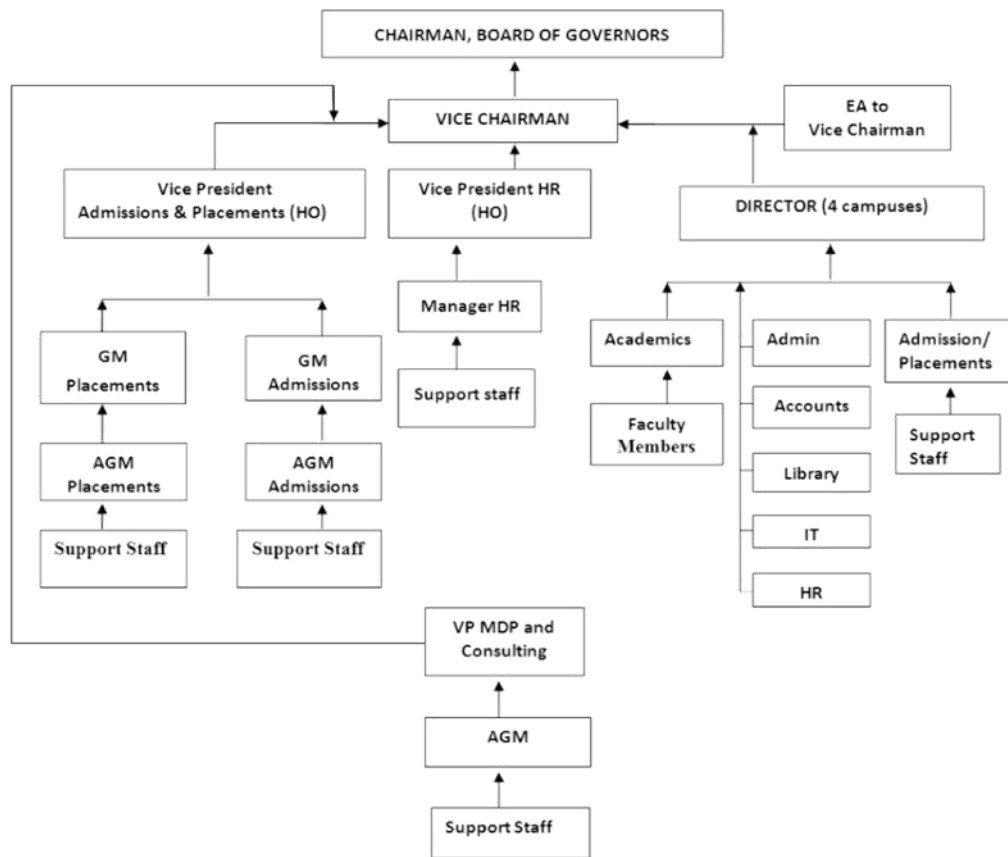 CHAIRMAN, BOARD OF GOVERNORS
VICE CHAIRMAN
EA to
Vice Chairman
Vice President
Admissions & Placements (HO)
Vice President HR
(HO)
DIRECTOR (4 campuses)
Manager HR
Support staff
GM
Placements
GM
Admissions
AGM
Placements
AGM
Admissions
Support Staff
Support Staff
Academics
Faculty
Members
Admin
Accounts
Library
IT
HR
Admission/
Placements
Support
Staff
VP MDP and
Consulting
AGM
Support Staff